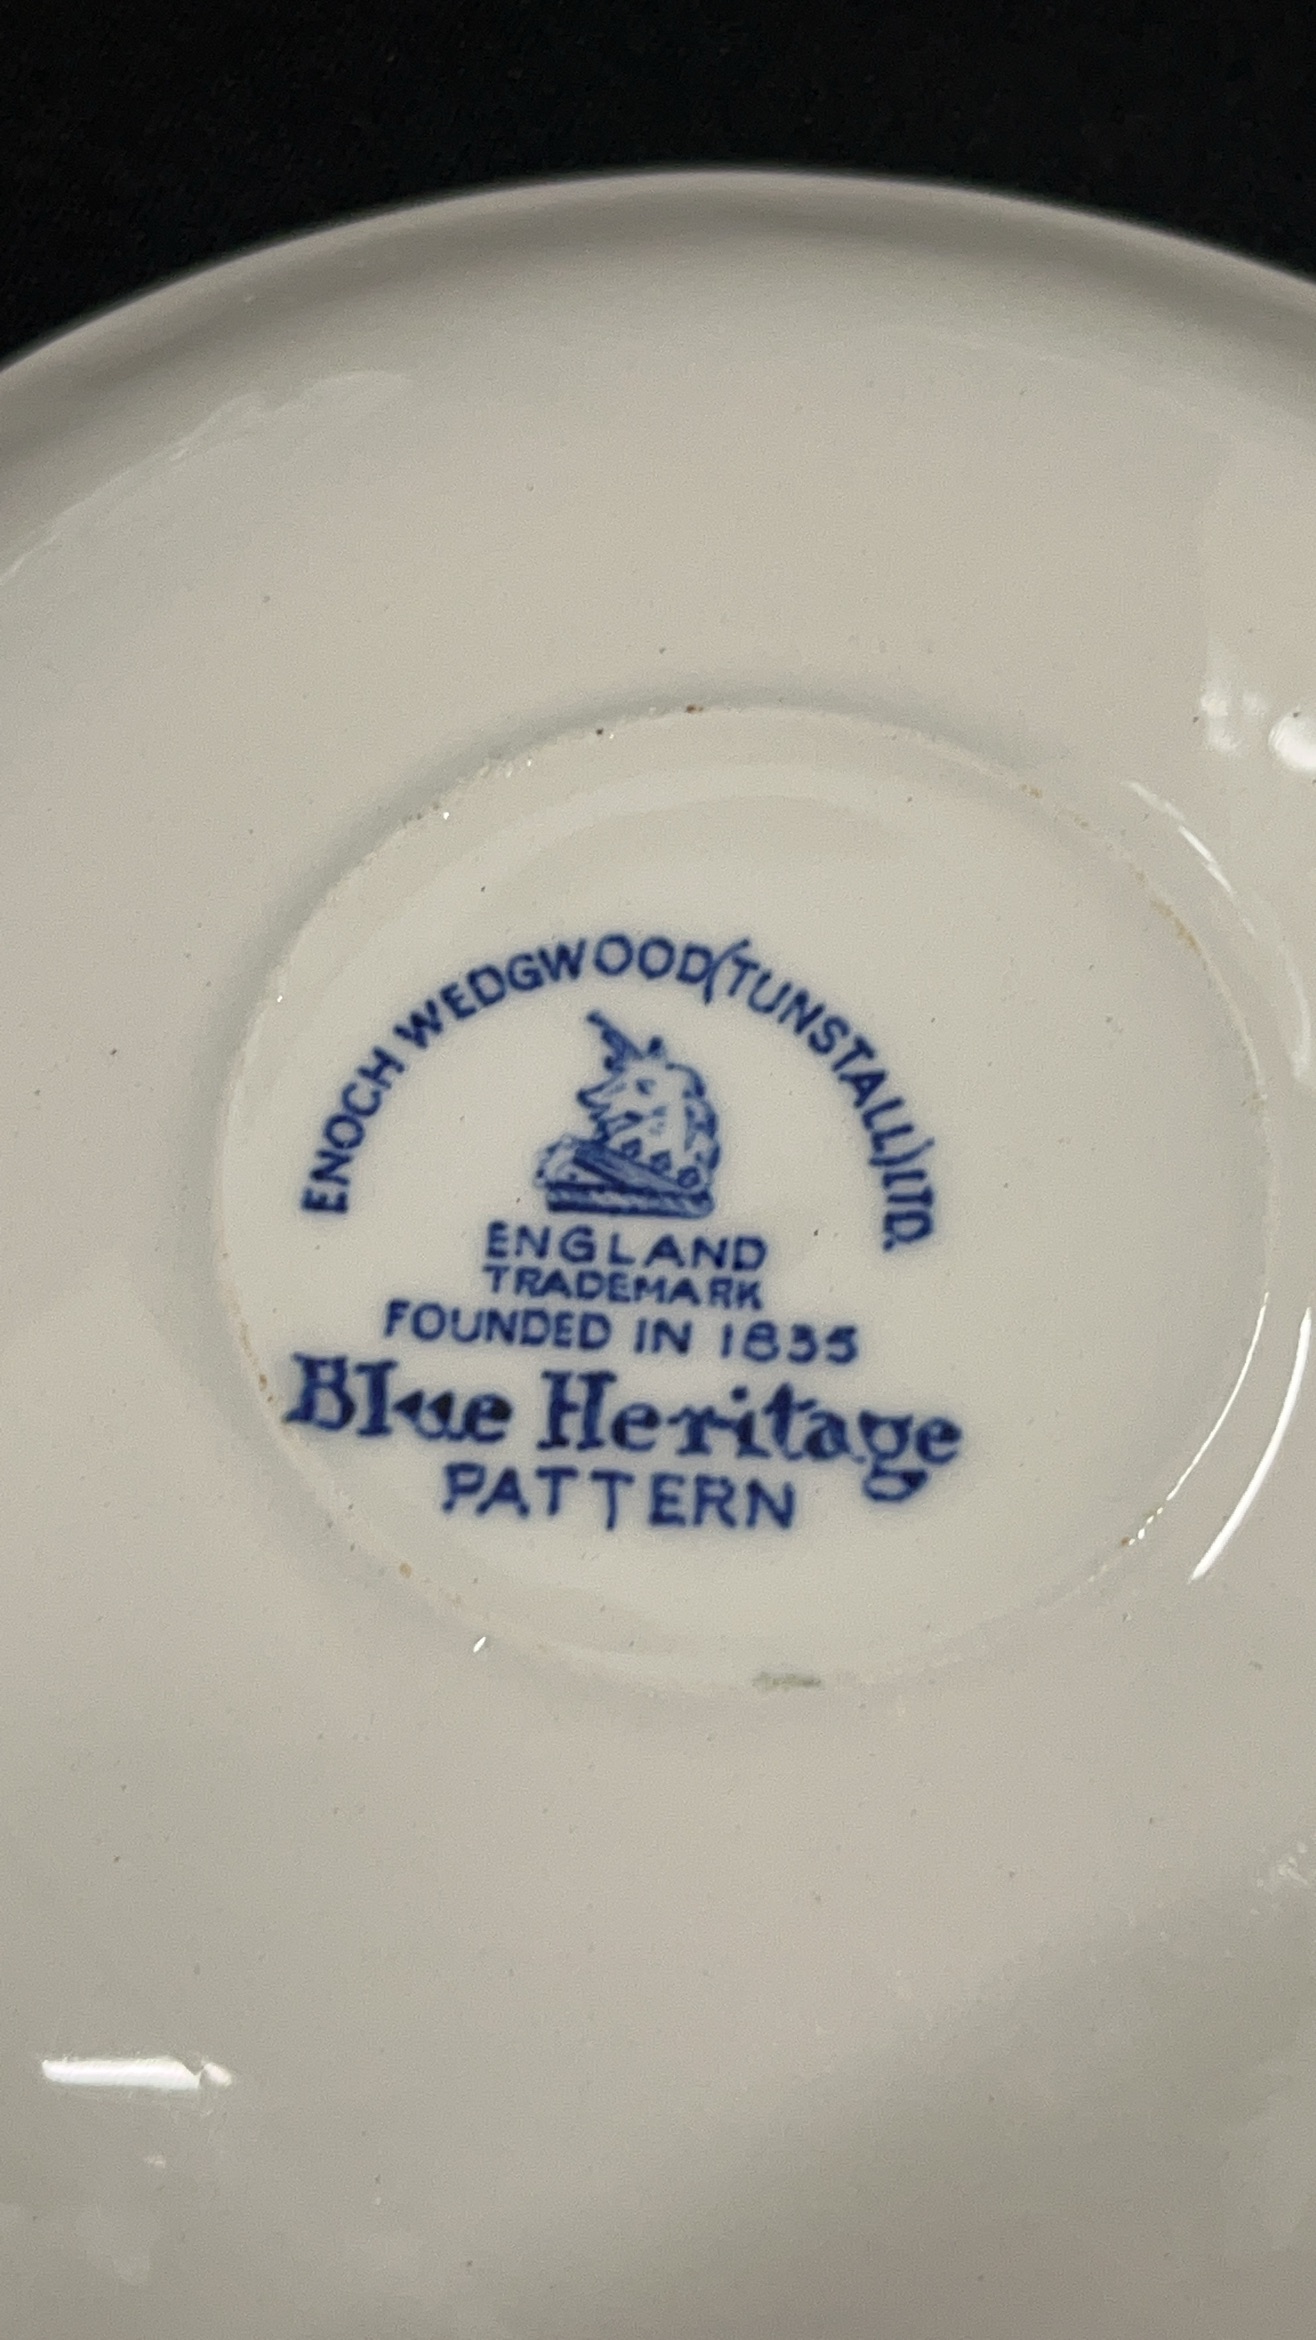 ENOCH WEDGWOOD (TUNSTALL) LTD.
ENGLAND
TRADEMARK
FOUNDED IN 1835
Blue Heritage
PATTERN